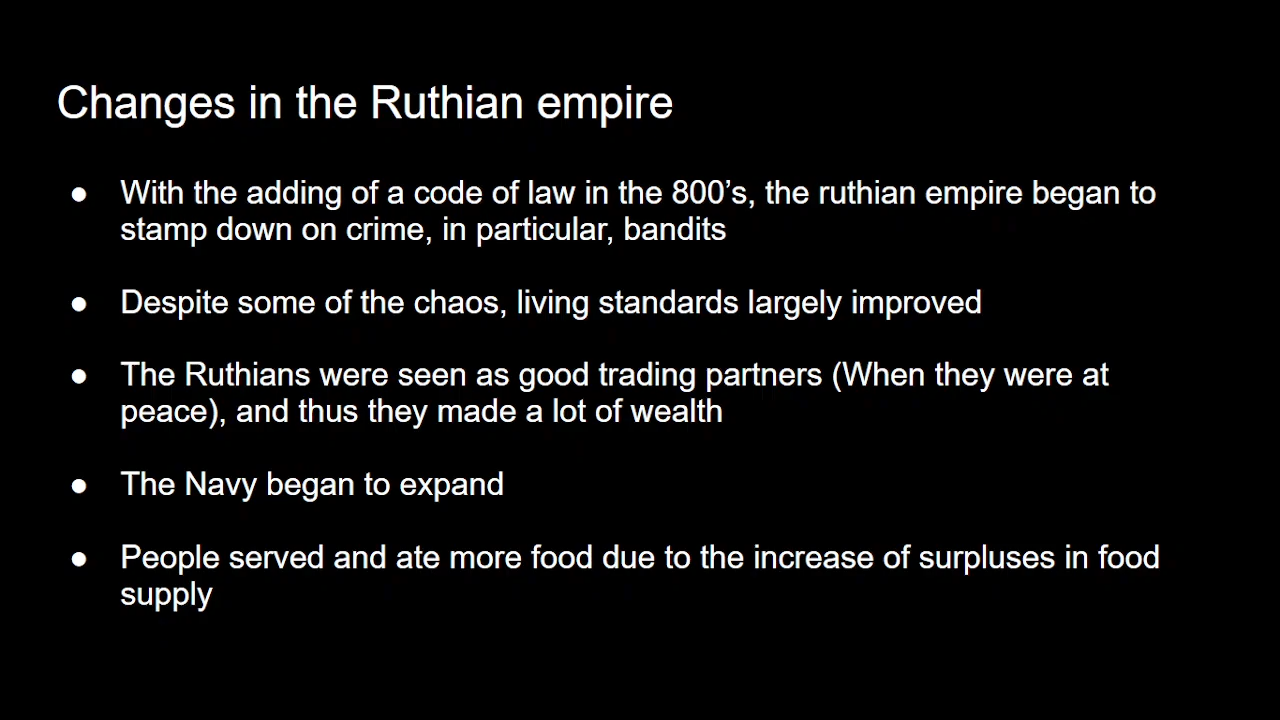 Changes in the Ruthian empire
● With the adding of a code of law in the 800’s, the ruthian empire began to
stamp down on crime, in particular, bandits
● Despite some of the chaos, living standards largely improved
● The Ruthians were seen as good trading partners (When they were at
peace), and thus they made a lot of wealth
● The Navy began to expand
● People served and ate more food due to the increase of surpluses in food
supply